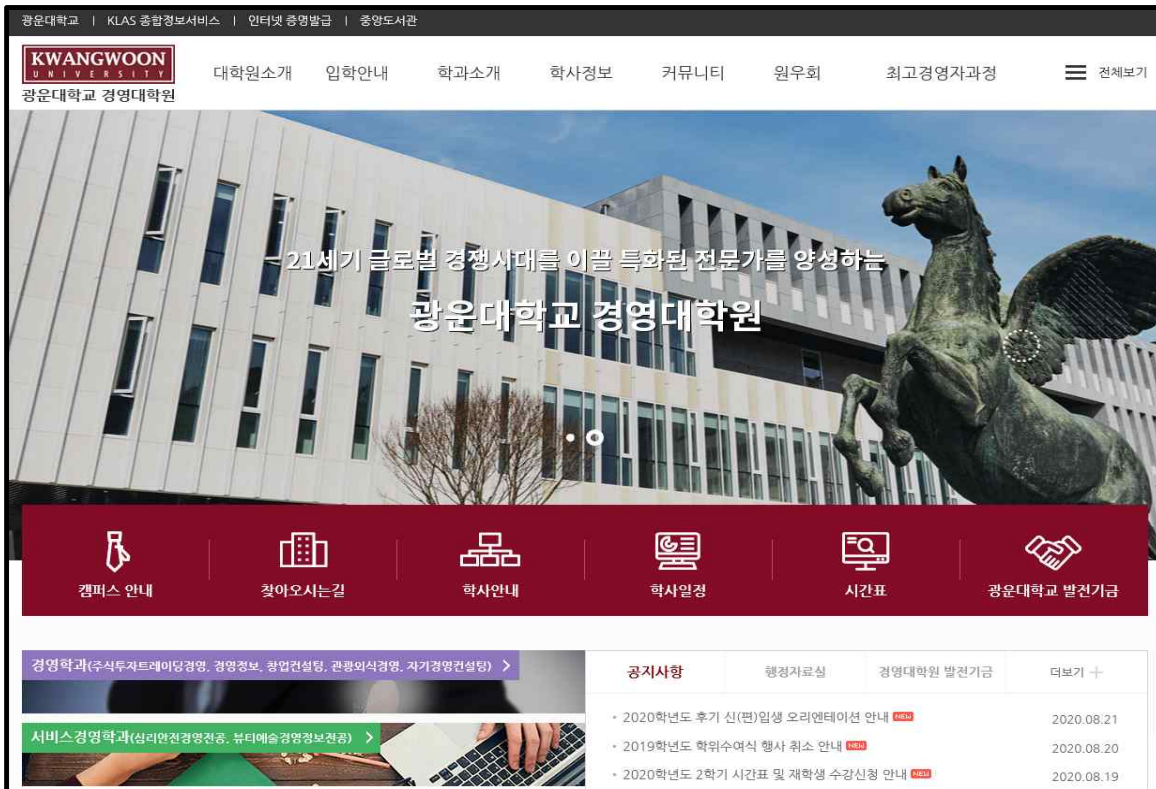 광운대학교 | KLAS 종합정보서비스 | 인터넷 증명발급 | 중앙도서관
KWANGWOON
UNIVERSITY
광운대학교 경영대학원
대학원소개 입학안내 학과소개 학사정보 커뮤니티 원우회 최고경영자과정 전체보기
21세기 글로벌 경쟁시대를 이끌 특화된 전문가를 양성하는
광운대학교 경영대학원
캠퍼스 안내 찾아오시는길 학사안내 학사일정 시간표 광운대학교 발전기금
경영학과(주식투자트레이딩경영, 경영정보, 창업컨설팅, 관광외식경영, 자기경영컨설팅)
서비스경영학과(심리안전경영전공, 뷰티예술경영정보전공)
공지사항 행정자료실 경영대학원 발전기금 더보기
2020학년도 후기 신(편)입생 오리엔테이션 안내 NEW 2020.08.21
2019학년도 학위수여식 행사 취소 안내 NEW 2020.08.20
2020학년도 2학기 시간표 및 재학생 수강신청 안내 NEW 2020.08.19